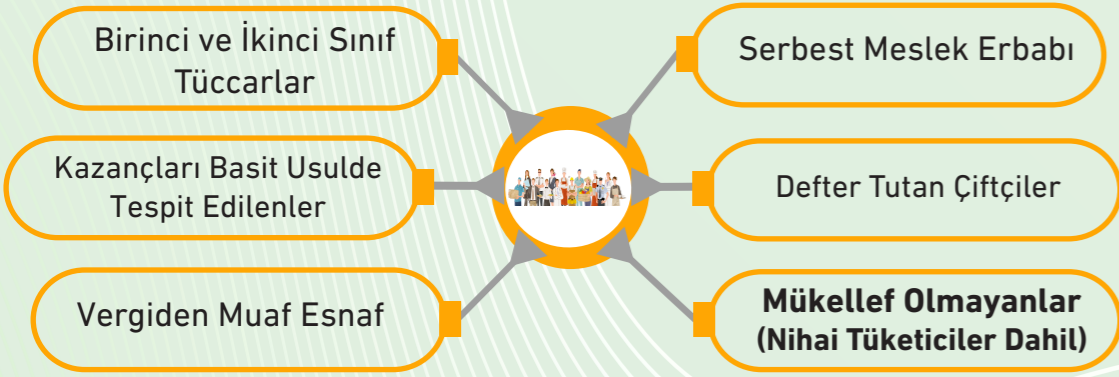 Birinci ve İkinci Sınıf
Tüccarlar
Serbest Meslek Erbabı
Kazançları Basit Usulde
Tespit Edilenler
Defter Tutan Çiftçiler
Vergiden Muaf Esnaf
Mükellef Olmayanlar
(Nihai Tüketiciler Dahil)